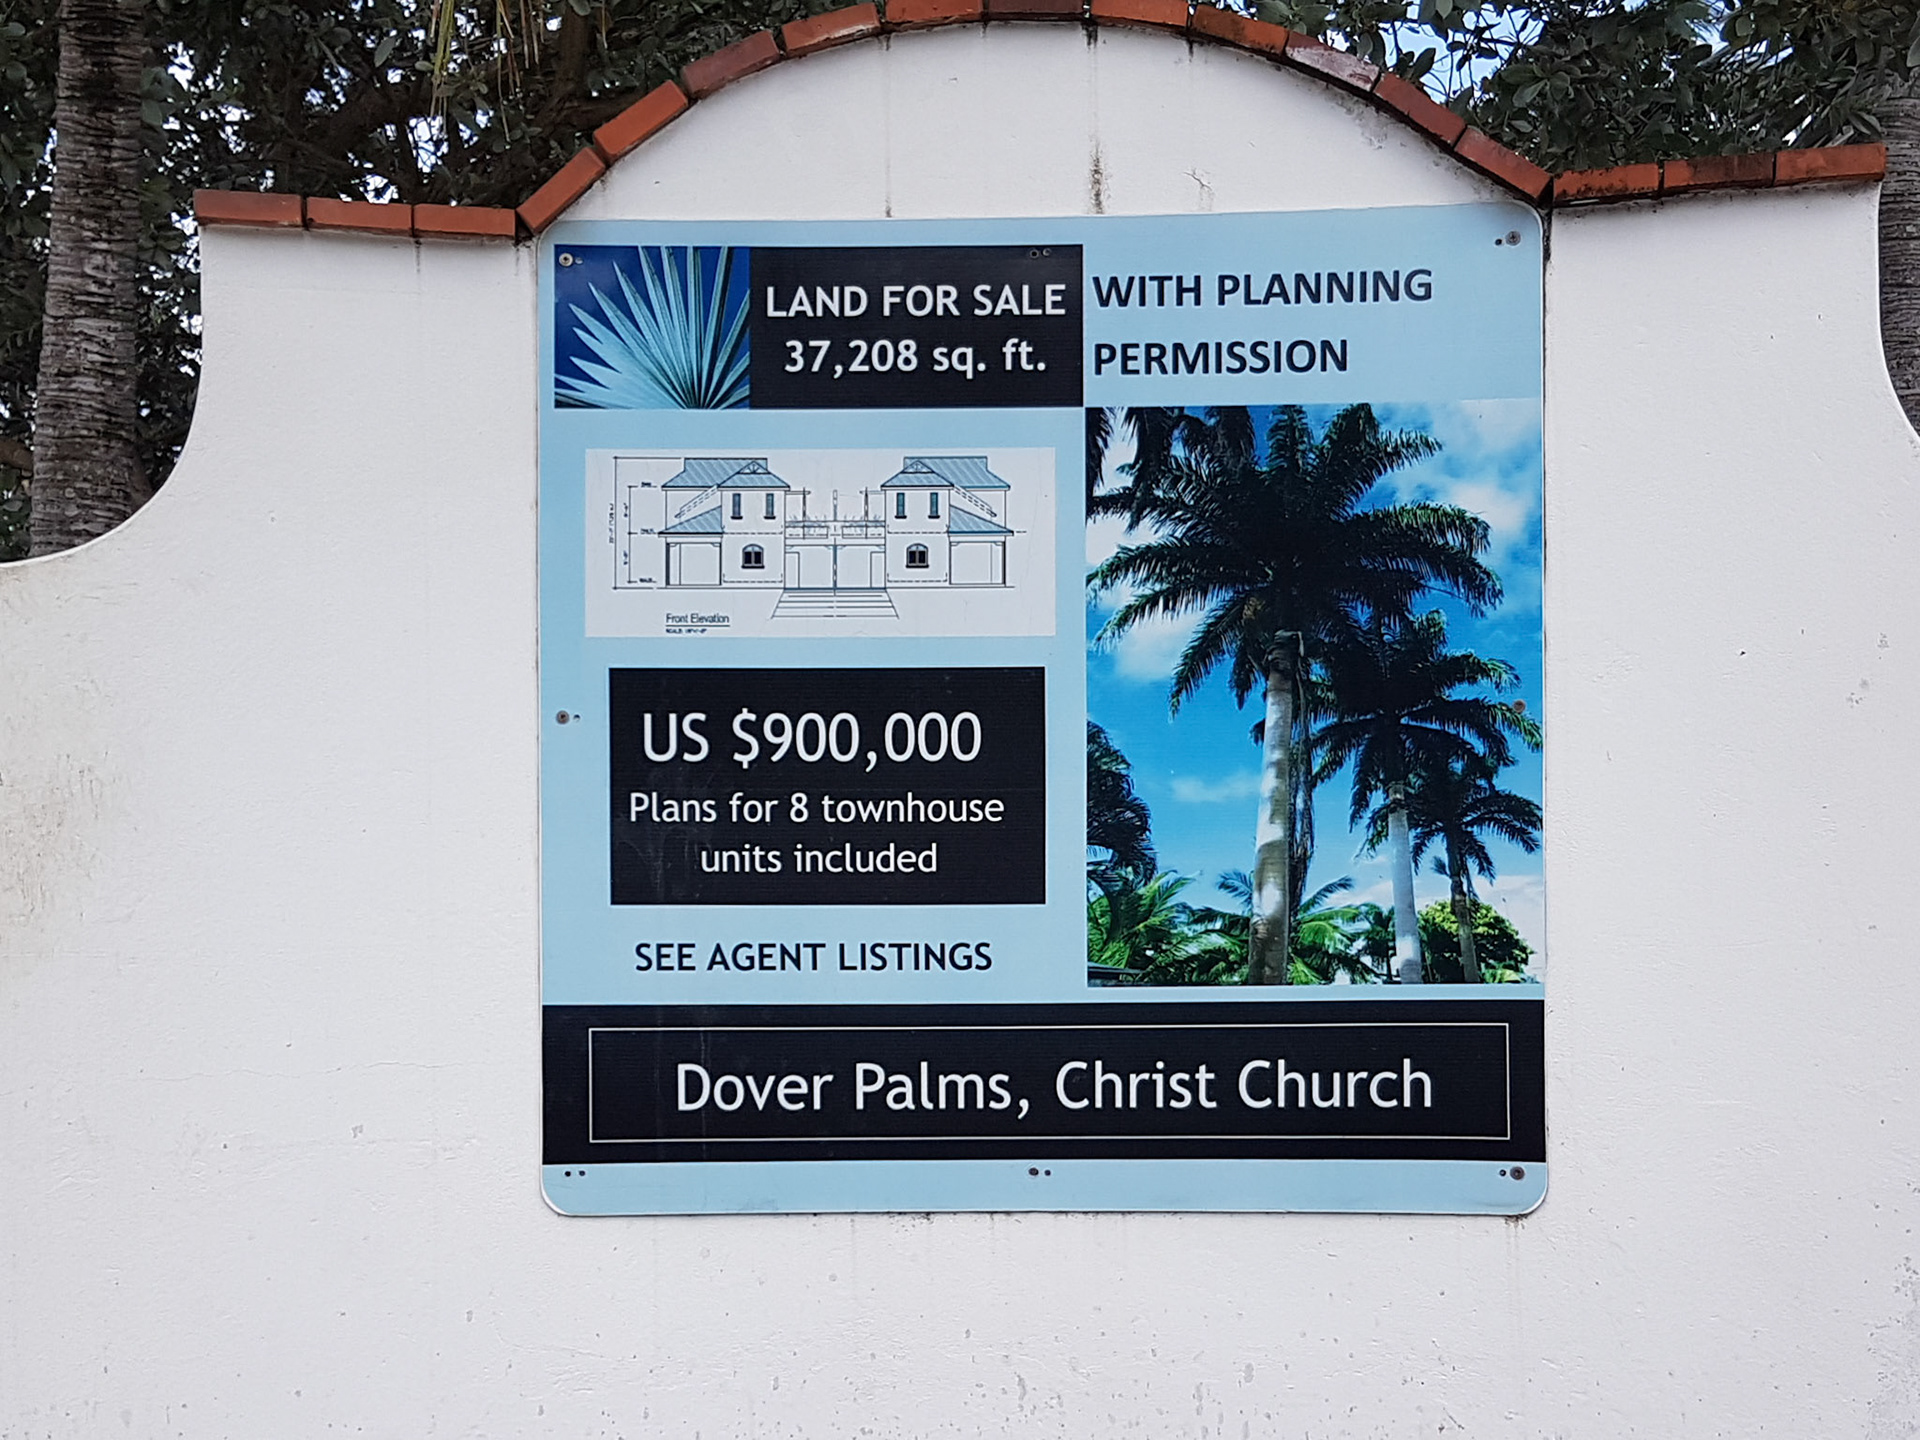 LAND FOR SALE
37,208 sq. ft.
WITH PLANNING
PERMISSION
Front Elevation
US $900,000
Plans for 8 townhouse
units included
SEE AGENT LISTINGS
Dover Palms, Christ Church